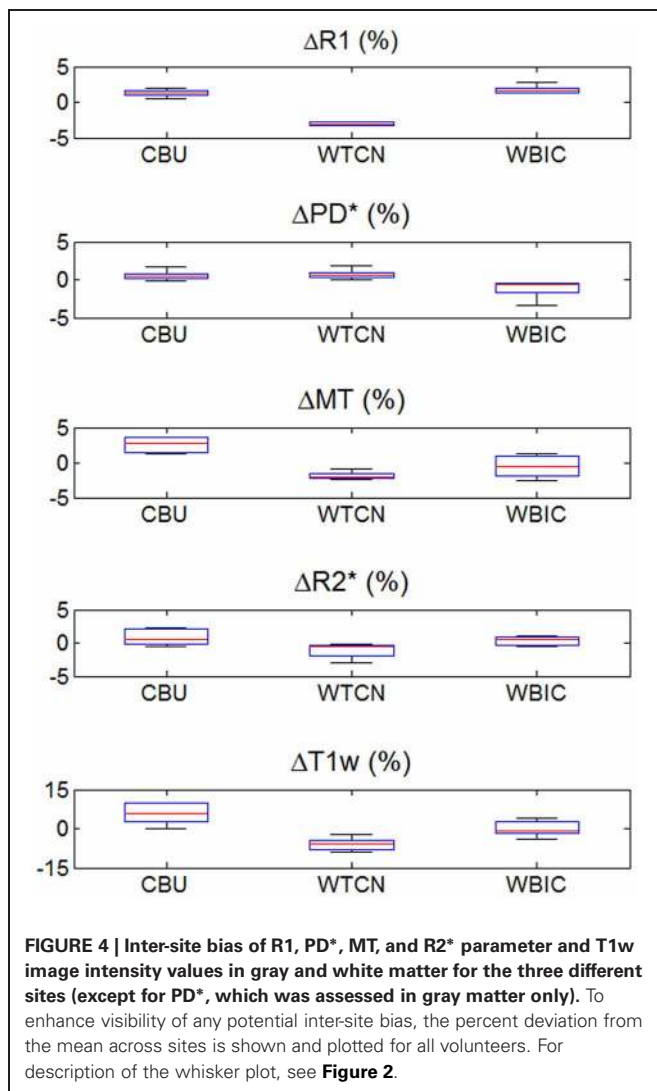 ΔR1 (%)
5
0
-5
CBU WTCN WBIC
ΔPD* (%)
5
0
-5
CBU WTCN WBIC
ΔMT (%)
5
0
-5
CBU WTCN WBIC
ΔR2* (%)
5
0
-5
CBU WTCN WBIC
ΔT1w (%)
15
0
-15
CBU WTCN WBIC
FIGURE 4 | Inter-site bias of R1, PD*, MT, and R2* parameter and T1w
image intensity values in gray and white matter for the three different
sites (except for PD*, which was assessed in gray matter only). To
enhance visibility of any potential inter-site bias, the percent deviation from
the mean across sites is shown and plotted for all volunteers. For
description of the whisker plot, see Figure 2.